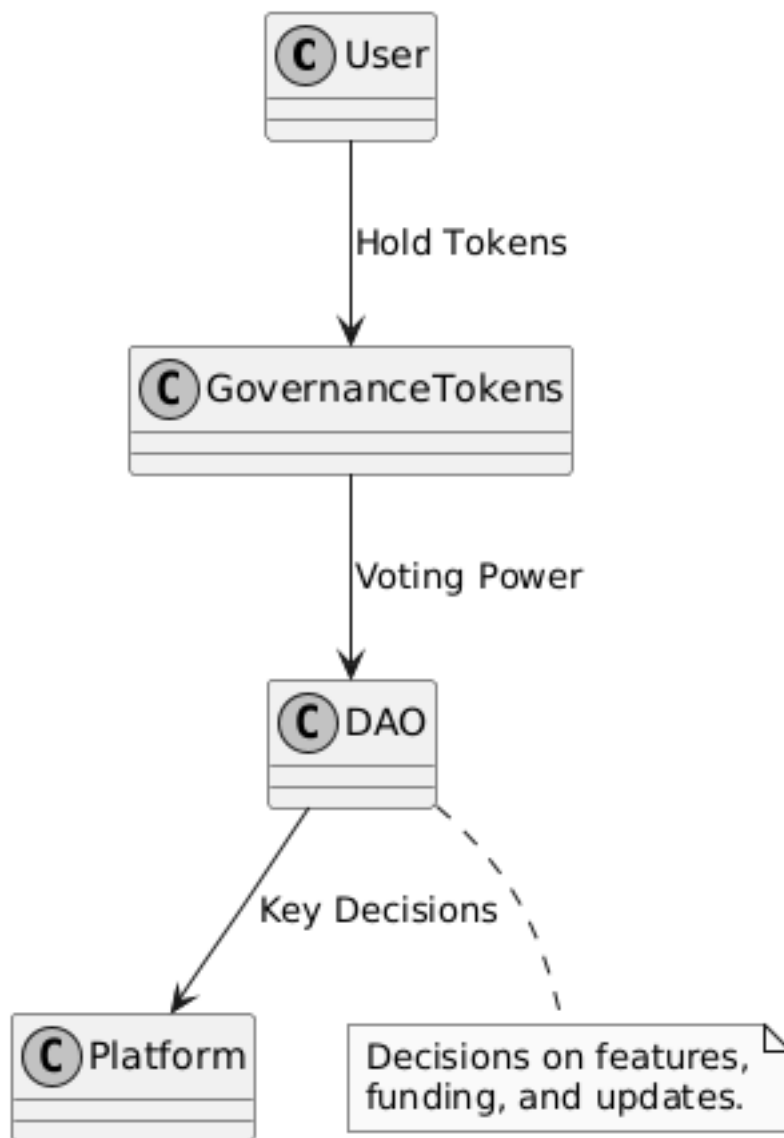 C User
Hold Tokens
C GovernanceTokens
Voting Power
C DAO
Key Decisions
C Platform
Decisions on features,
funding, and updates.